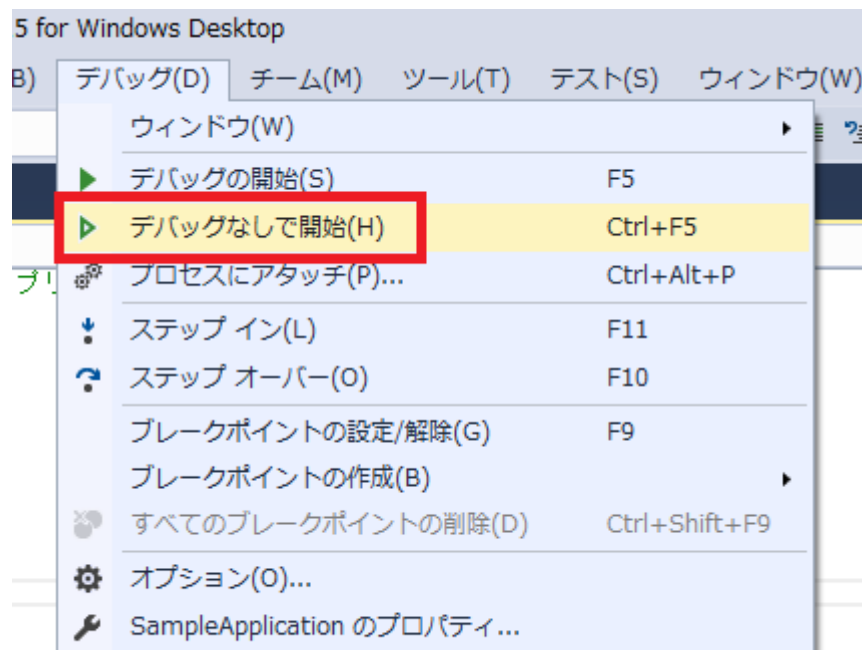 5 for Windows Desktop
B) デバッグ(D) チーム(M) ツール(T) テスト(S) ウィンドウ(W)
ウィンドウ(W)
デバッグの開始(S) F5
デバッグなしで開始(H) Ctrl+F5
プロセスにアタッチ(P)... Ctrl+Alt+P
ステップ イン(L) F11
ステップ オーバー(O) F10
ブレークポイントの設定/解除(G) F9
ブレークポイントの作成(B)
すべてのブレークポイントの削除(D) Ctrl+Shift+F9
オプション(O)...
SampleApplication のプロパティ...